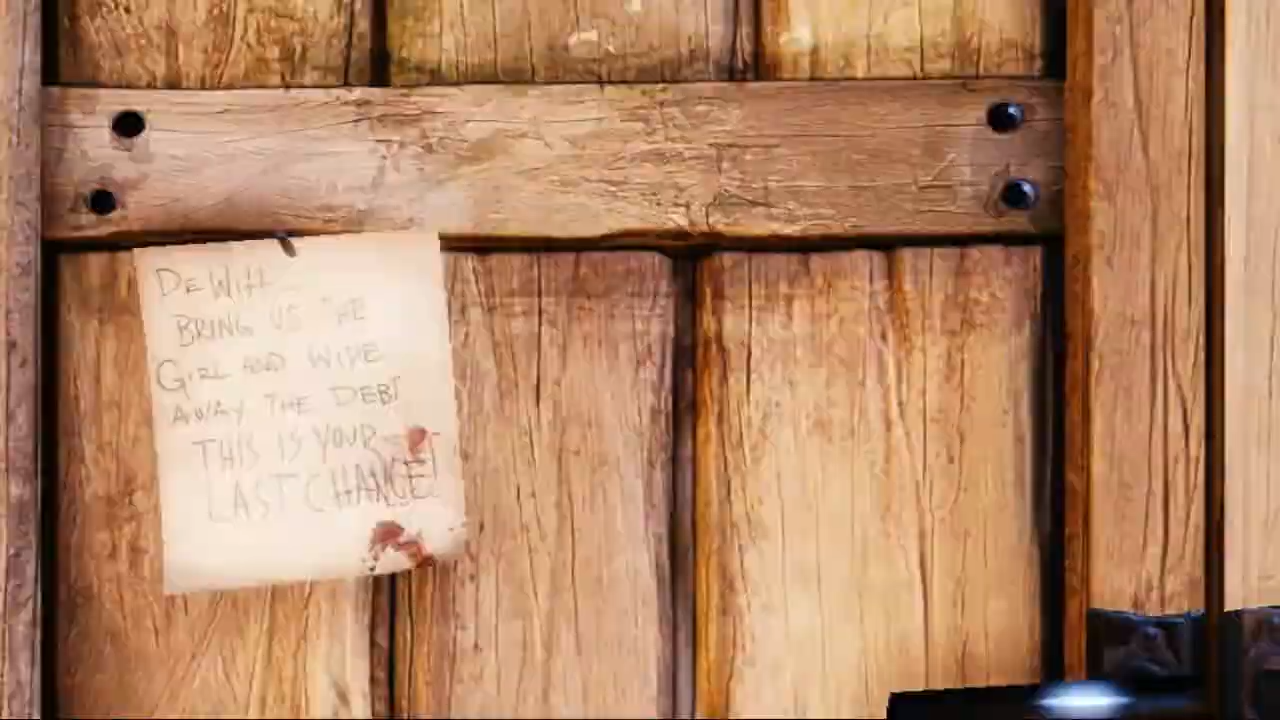 DEWITT
BRING US THE
GIRL AND WIPE
AWAY THE DEBT
THIS IS YOUR
LAST CHANCE!